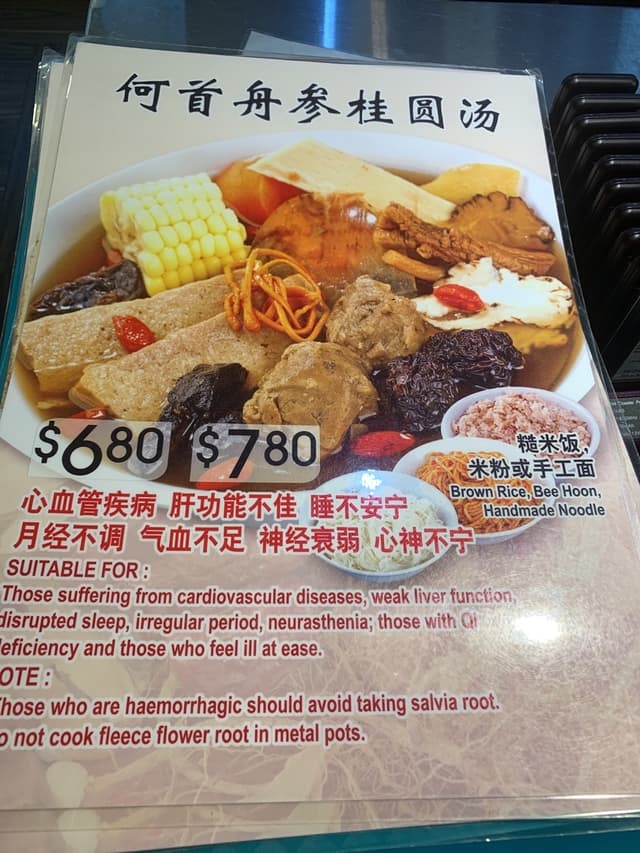 何首舟参桂圆汤
$6.80 $7.80
糙米饭,
米粉或手工面
Brown Rice, Bee Hoon,
Handmade Noodle
心血管疾病 肝功能不佳 睡不安宁
月经不调 气血不足 神经衰弱 心神不宁
SUITABLE FOR :
Those suffering from cardiovascular diseases, weak liver function,
disrupted sleep, irregular period, neurasthenia; those with Qi
eficiency and those who feel ill at ease.
OTE :
hose who are haemorrhagic should avoid taking salvia root.
o not cook fleece flower root in metal pots.